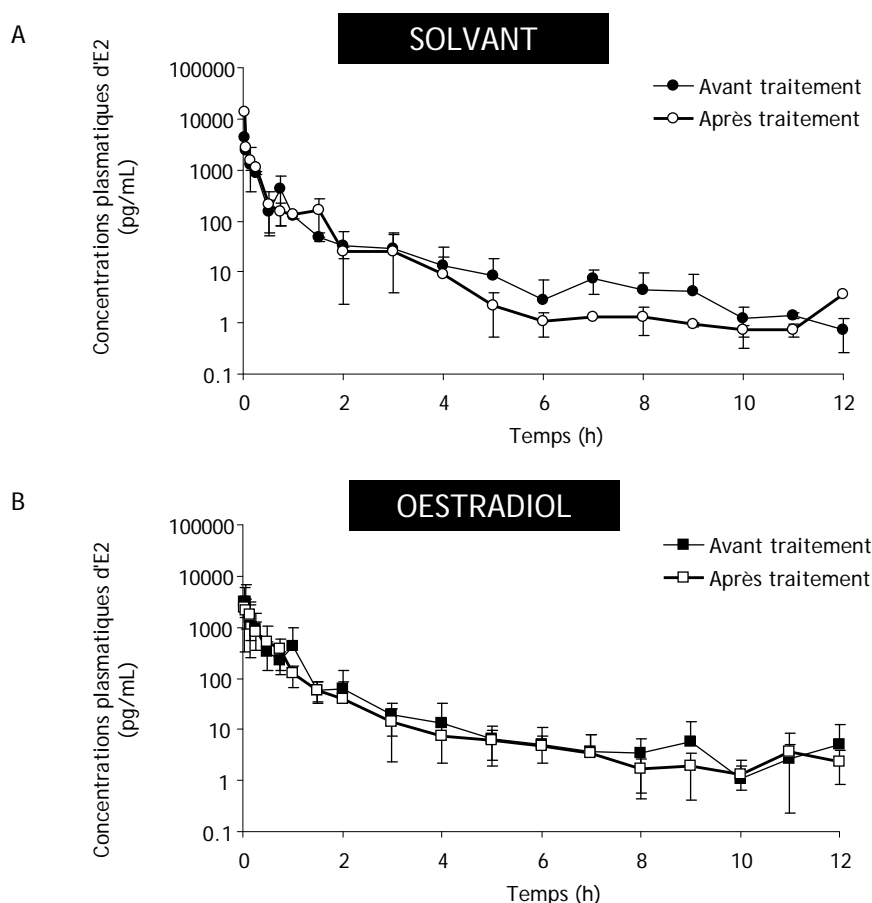 A
SOLVANT
Concentrations plasmatiques d'E2
(pg/mL)
100000
10000
1000
100
10
1
0.1
Avant traitement
Après traitement
0 2 4 6 8 10 12
Temps (h)
B
OESTRADIOL
Concentrations plasmatiques d'E2
(pg/mL)
100000
10000
1000
100
10
1
0.1
Avant traitement
Après traitement
0 2 4 6 8 10 12
Temps (h)